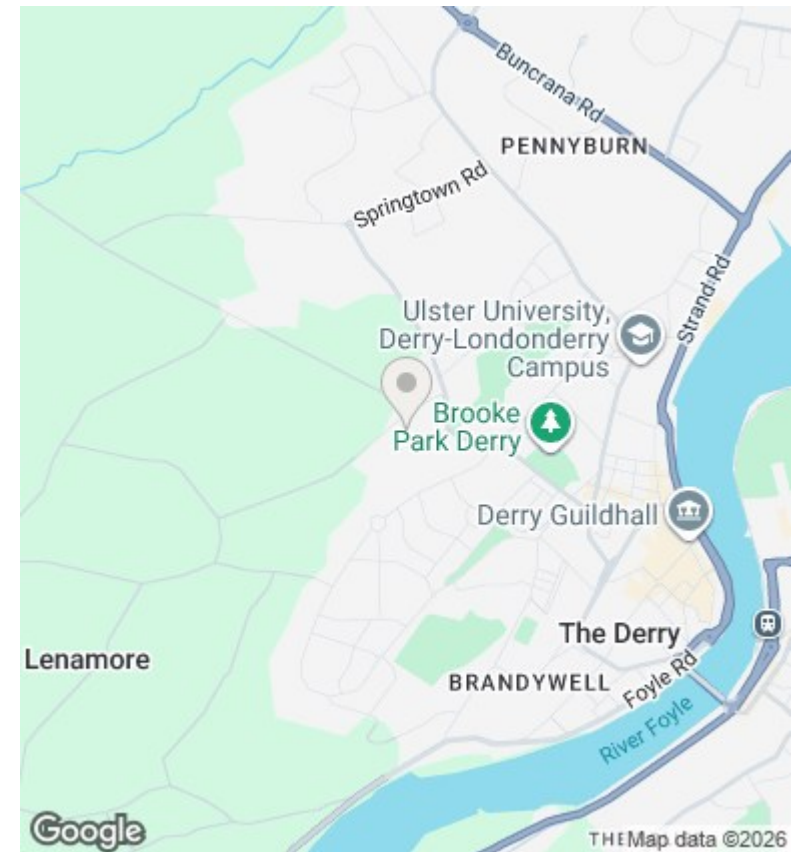 Buncrana Rd
PENNYBURN
Springtown Rd
Strand Rd
Ulster University,
Derry-Londonderry
Campus
Brooke
Park Derry
Derry Guildhall
The Derry
Lenamore
BRANDYWELL
Foyle Rd
River Foyle
Google
THE
Map data ©2026